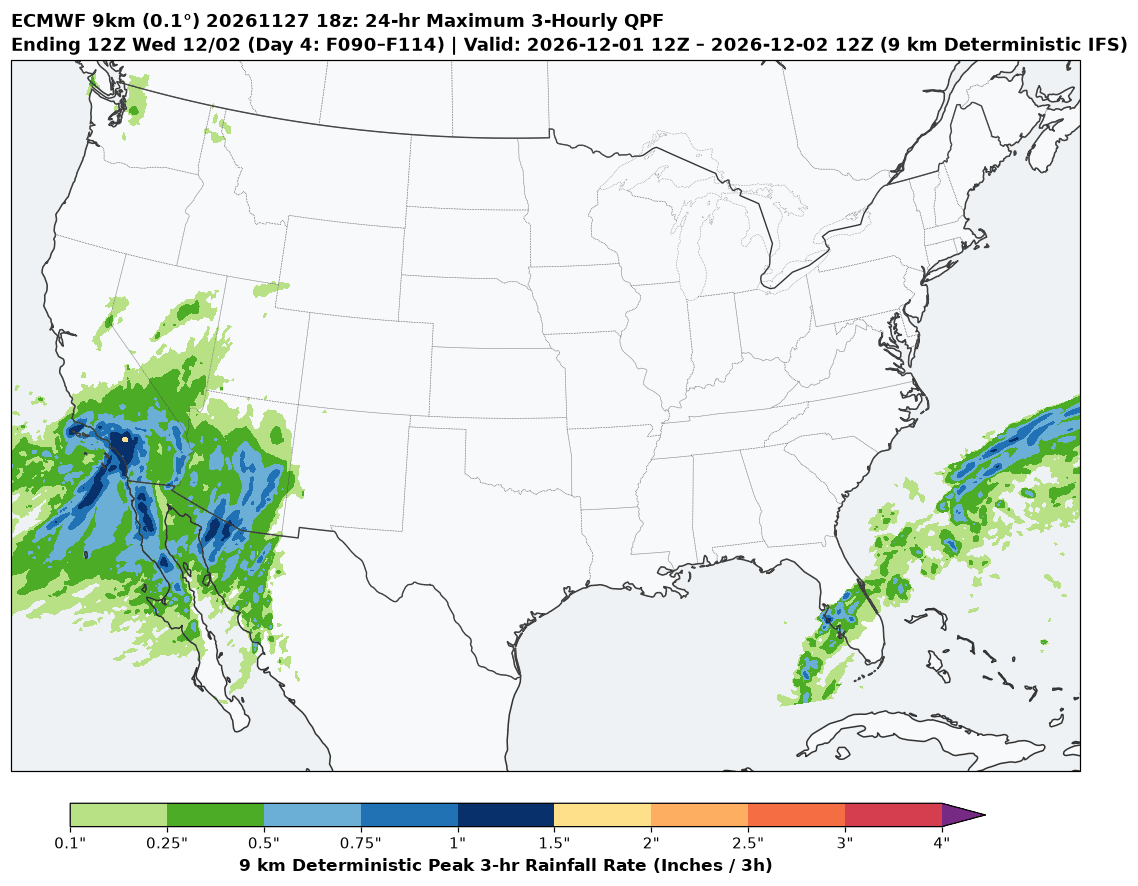 ECMWF 9km (0.1°) 20261127 18z: 24-hr Maximum 3-Hourly QPF
Ending 12Z Wed 12/02 (Day 4: F090–F114) | Valid: 2026-12-01 12Z – 2026-12-02 12Z (9 km Deterministic IFS)
0.1" 0.25" 0.5" 0.75" 1" 1.5" 2" 2.5" 3" 4"
9 km Deterministic Peak 3-hr Rainfall Rate (Inches / 3h)